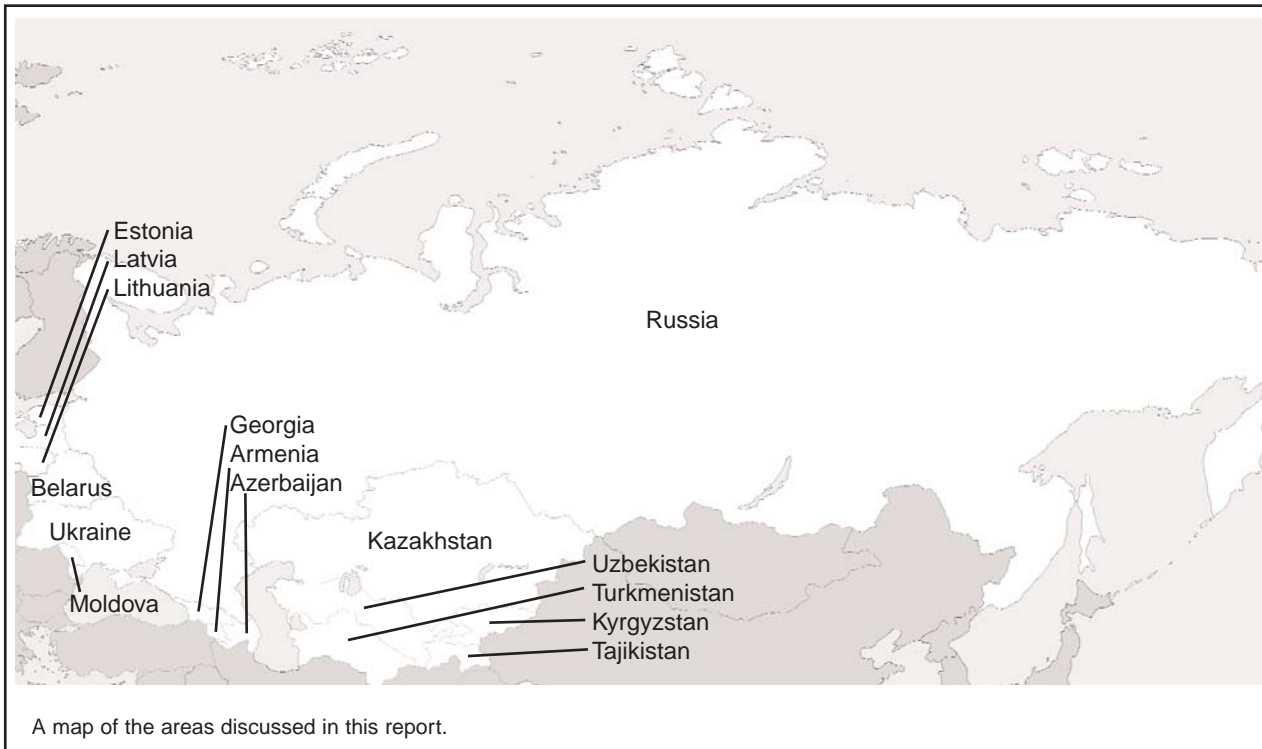 Estonia
Latvia
Lithuania
Russia
Georgia
Armenia
Azerbaijan
Belarus
Ukraine
Kazakhstan
Uzbekistan
Turkmenistan
Moldova
Kyrgyzstan
Tajikistan
A map of the areas discussed in this report.